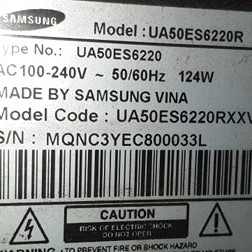 SAMSUNG
Model : UA50ES6220R
Type No. : UA50ES6220
AC100-240V ~ 50/60Hz 124W
MADE BY SAMSUNG VINA
Model Code : UA50ES6220RXXV
S/N : MQNC3YEC800033L
CAUTION
RISK OF ELECTRIC SHOCK
DO NOT OPEN
TO PREVENT FIRE OR SHOCK HAZARD